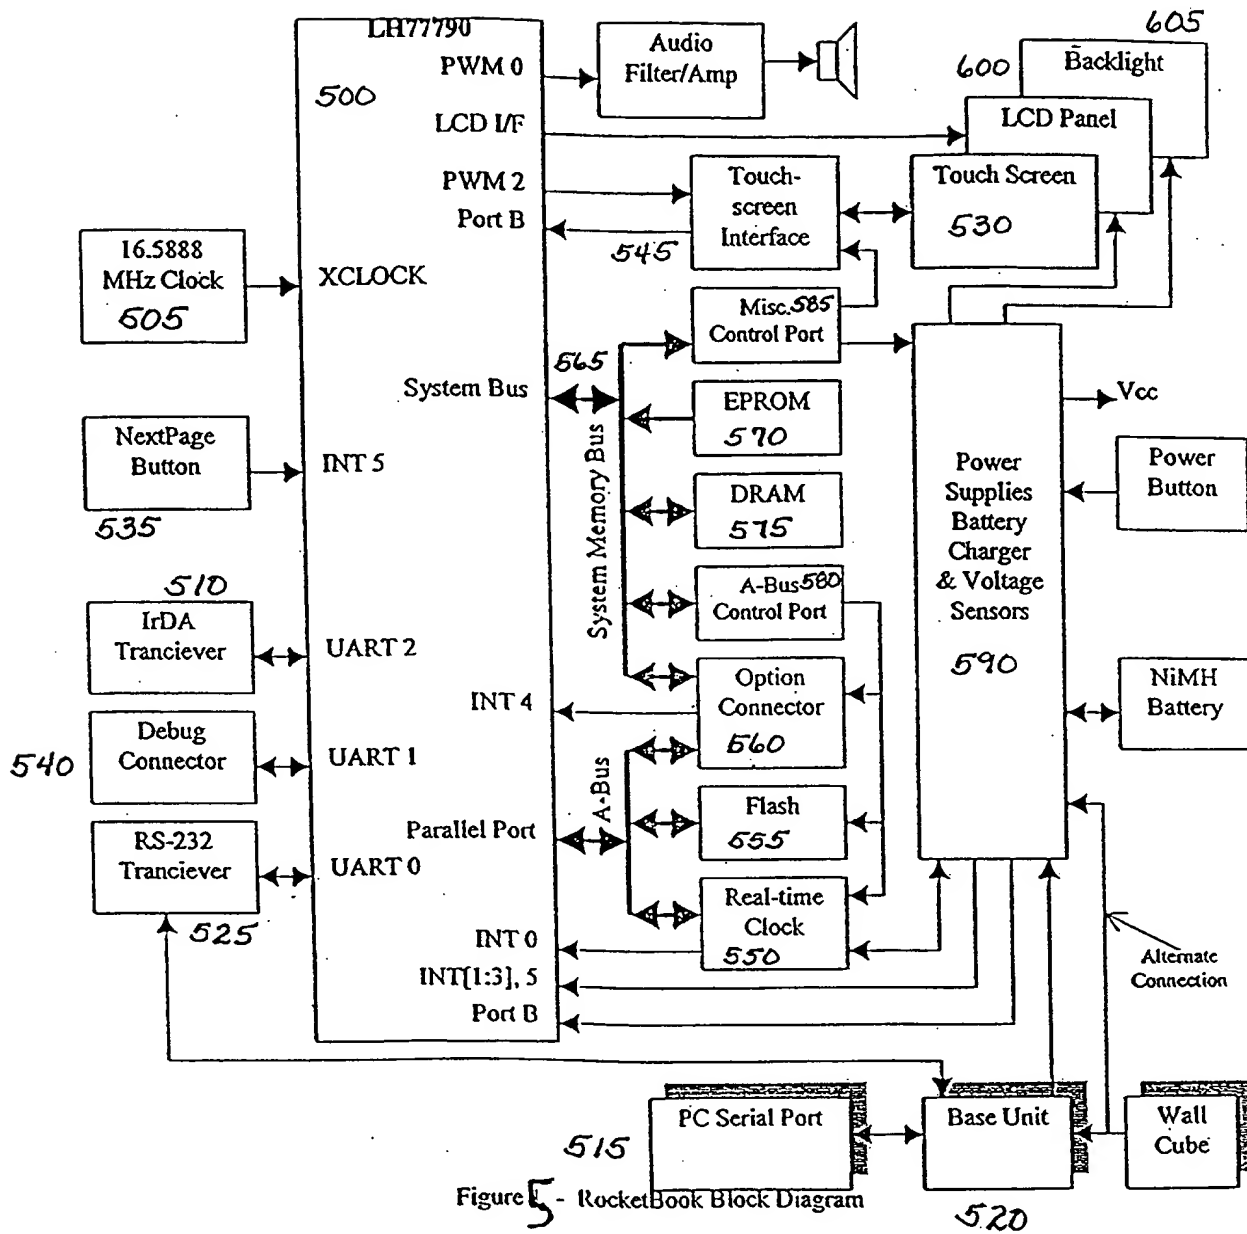 LH77790
500
PWM 0
LCD I/F
PWM 2
Port B
XCLOCK
System Bus
INT 5
UART 2
INT 4
UART 1
Parallel Port
UART 0
INT 0
INT[1:3], 5
Port B
Audio
Filter/Amp
605
Backlight
600
LCD Panel
Touch Screen
530
Touch-
screen
Interface
545
16.5888
MHz Clock
505
Misc. 585
Control Port
565
System Memory Bus
EPROM
570
DRAM
575
A-Bus 580
Control Port
Option
Connector
560
A-Bus
Flash
555
Real-time
Clock
550
Vcc
Power
Button
Power
Supplies
Battery
Charger
& Voltage
Sensors
590
NiMH
Battery
NextPage
Button
535
510
IrDA
Tranciever
Debug
Connector
540
RS-232
Tranciever
525
Alternate
Connection
PC Serial Port
515
Base Unit
520
Wall
Cube
Figure 5 - RocketBook Block Diagram